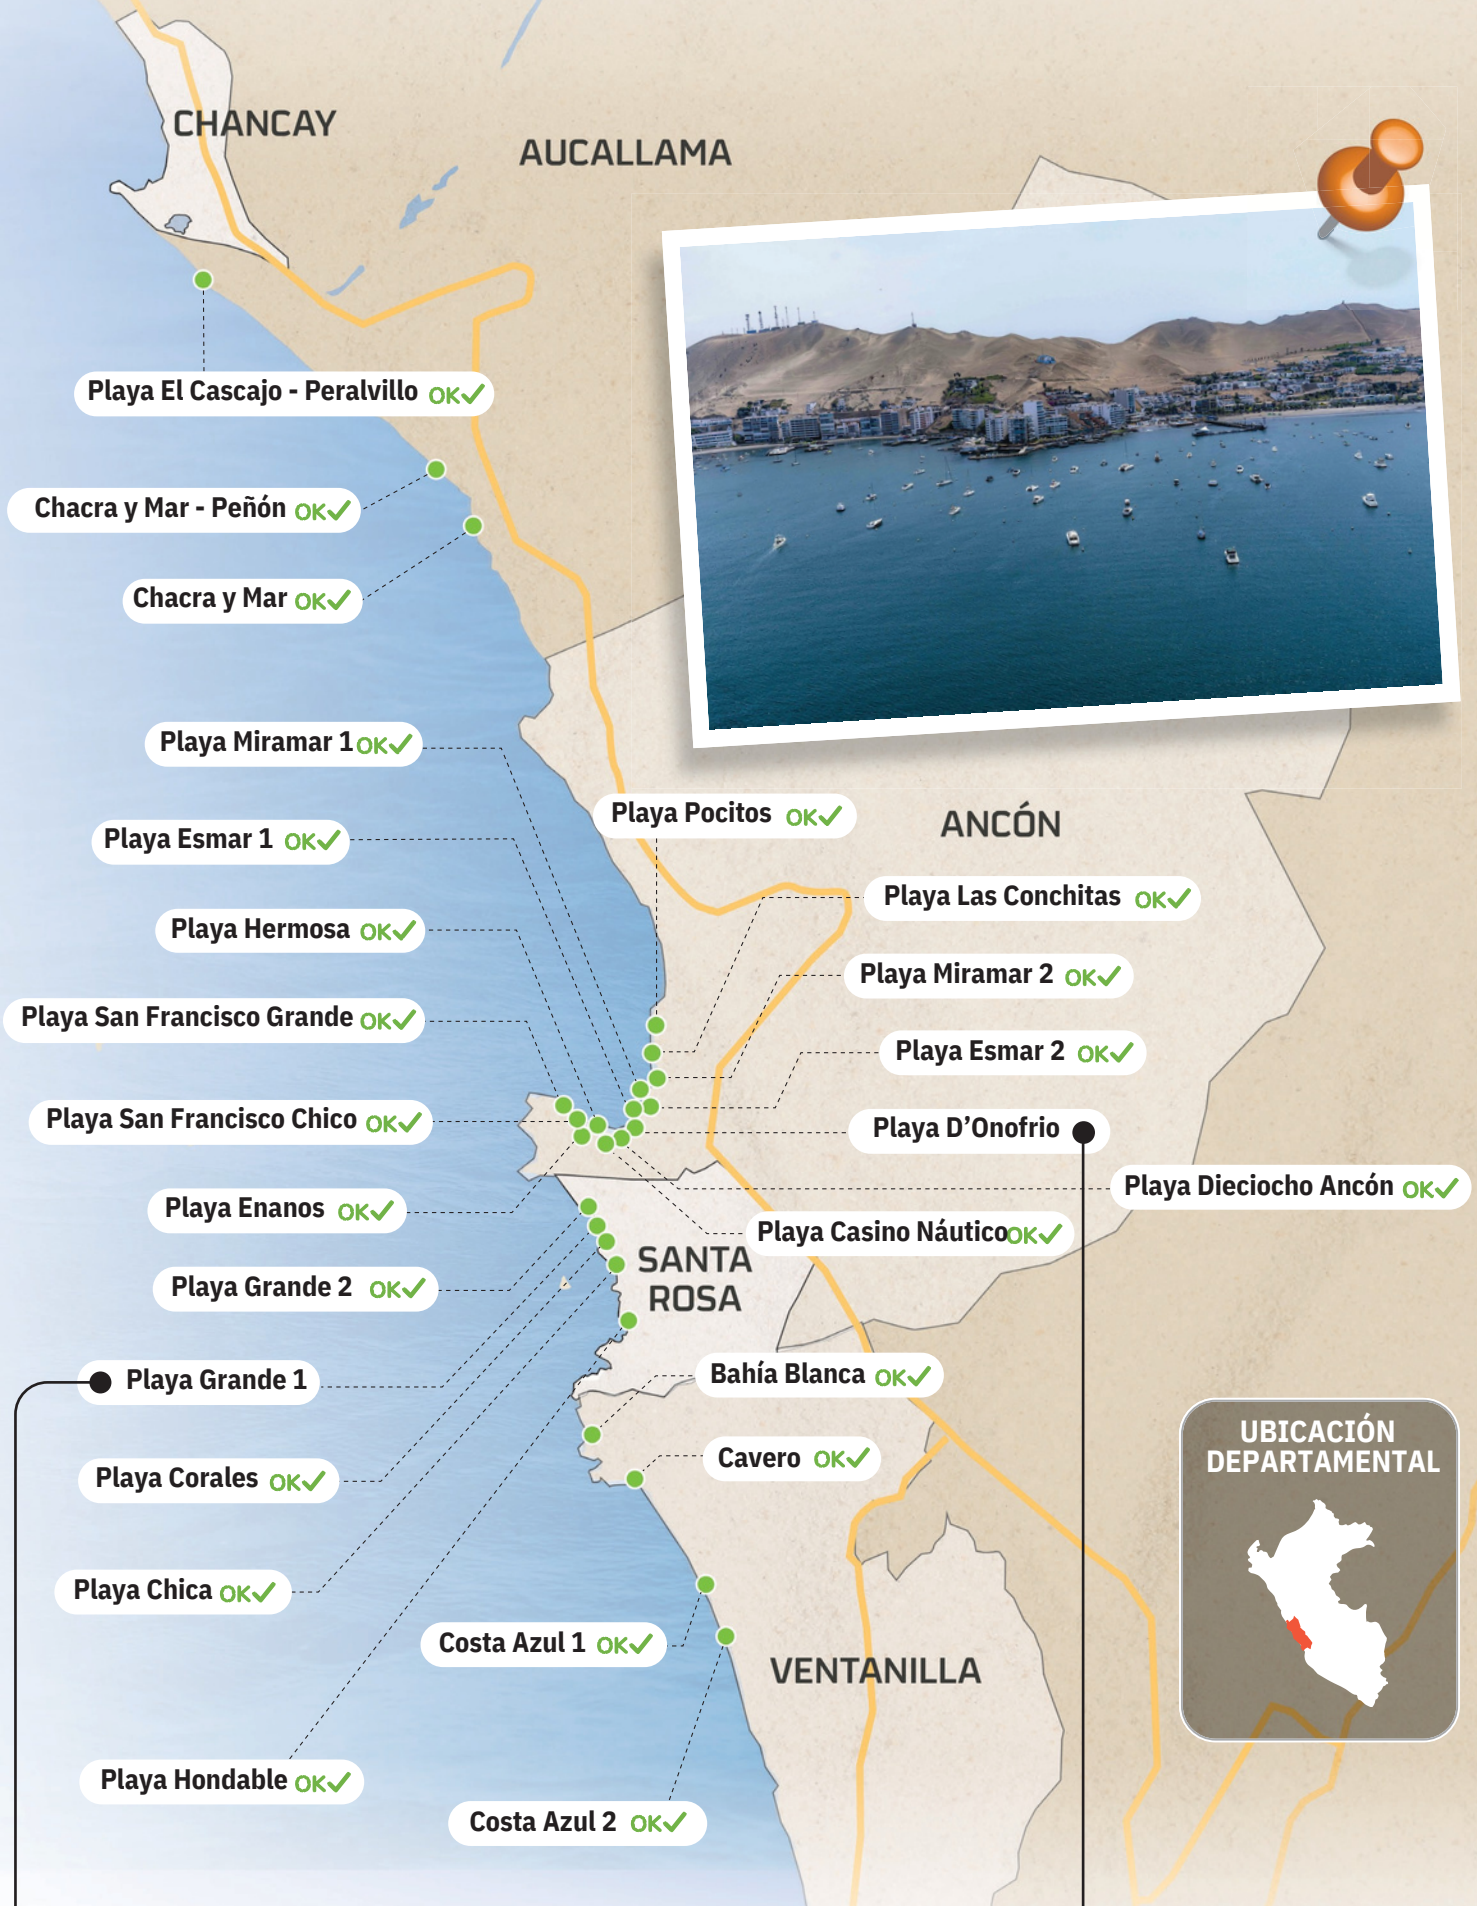 CHANCAY
AUCALLAMA
Playa El Cascajo - Peralvillo OK
Chacra y Mar - Peñón OK
Chacra y Mar OK
Playa Miramar 1 OK
Playa Pocitos OK
ANCÓN
Playa Esmar 1 OK
Playa Las Conchitas OK
Playa Hermosa OK
Playa Miramar 2 OK
Playa San Francisco Grande OK
Playa Esmar 2 OK
Playa San Francisco Chico OK
Playa D’Onofrio
Playa Dieciocho Ancón OK
Playa Enanos OK
Playa Casino Náutico OK
SANTA
ROSA
Playa Grande 2 OK
Playa Grande 1
Bahía Blanca OK
Cavero OK
Playa Corales OK
UBICACIÓN
DEPARTAMENTAL
Playa Chica OK
Costa Azul 1 OK
VENTANILLA
Playa Hondable OK
Costa Azul 2 OK